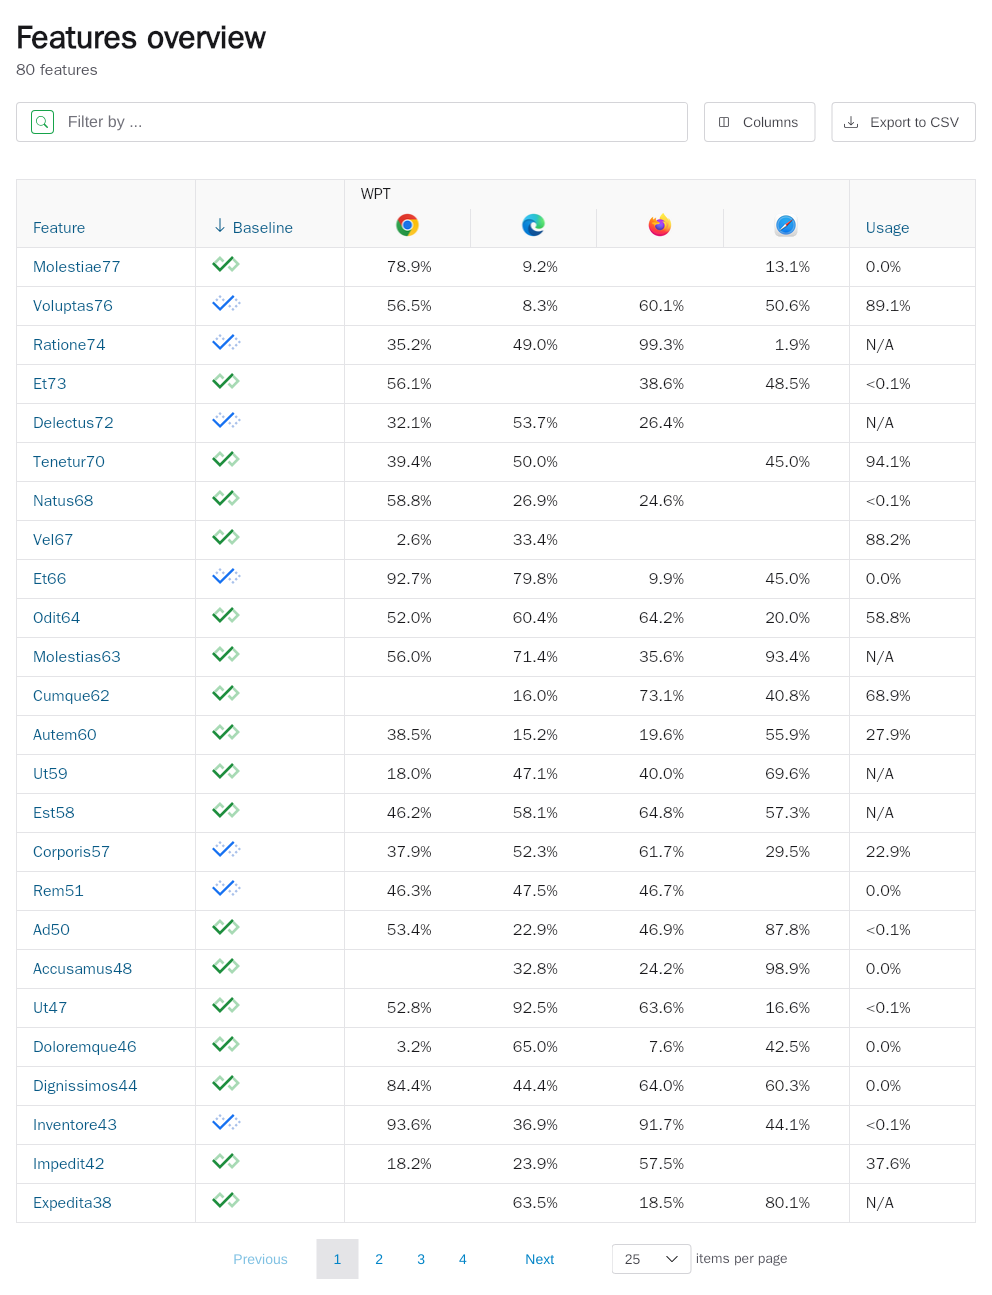 Features overview
80 features
Filter by ...
Columns
Export to CSV
WPT
Feature Baseline Usage
Molestiae77 78.9% 9.2% 13.1% 0.0%
Voluptas76 56.5% 8.3% 60.1% 50.6% 89.1%
Ratione74 35.2% 49.0% 99.3% 1.9% N/A
Et73 56.1% 38.6% 48.5% <0.1%
Delectus72 32.1% 53.7% 26.4% N/A
Tenetur70 39.4% 50.0% 45.0% 94.1%
Natus68 58.8% 26.9% 24.6% <0.1%
Vel67 2.6% 33.4% 88.2%
Et66 92.7% 79.8% 9.9% 45.0% 0.0%
Odit64 52.0% 60.4% 64.2% 20.0% 58.8%
Molestias63 56.0% 71.4% 35.6% 93.4% N/A
Cumque62 16.0% 73.1% 40.8% 68.9%
Autem60 38.5% 15.2% 19.6% 55.9% 27.9%
Ut59 18.0% 47.1% 40.0% 69.6% N/A
Est58 46.2% 58.1% 64.8% 57.3% N/A
Corporis57 37.9% 52.3% 61.7% 29.5% 22.9%
Rem51 46.3% 47.5% 46.7% 0.0%
Ad50 53.4% 22.9% 46.9% 87.8% <0.1%
Accusamus48 32.8% 24.2% 98.9% 0.0%
Ut47 52.8% 92.5% 63.6% 16.6% <0.1%
Doloremque46 3.2% 65.0% 7.6% 42.5% 0.0%
Dignissimos44 84.4% 44.4% 64.0% 60.3% 0.0%
Inventore43 93.6% 36.9% 91.7% 44.1% <0.1%
Impedit42 18.2% 23.9% 57.5% 37.6%
Expedita38 63.5% 18.5% 80.1% N/A
Previous 1 2 3 4 Next 25 items per page